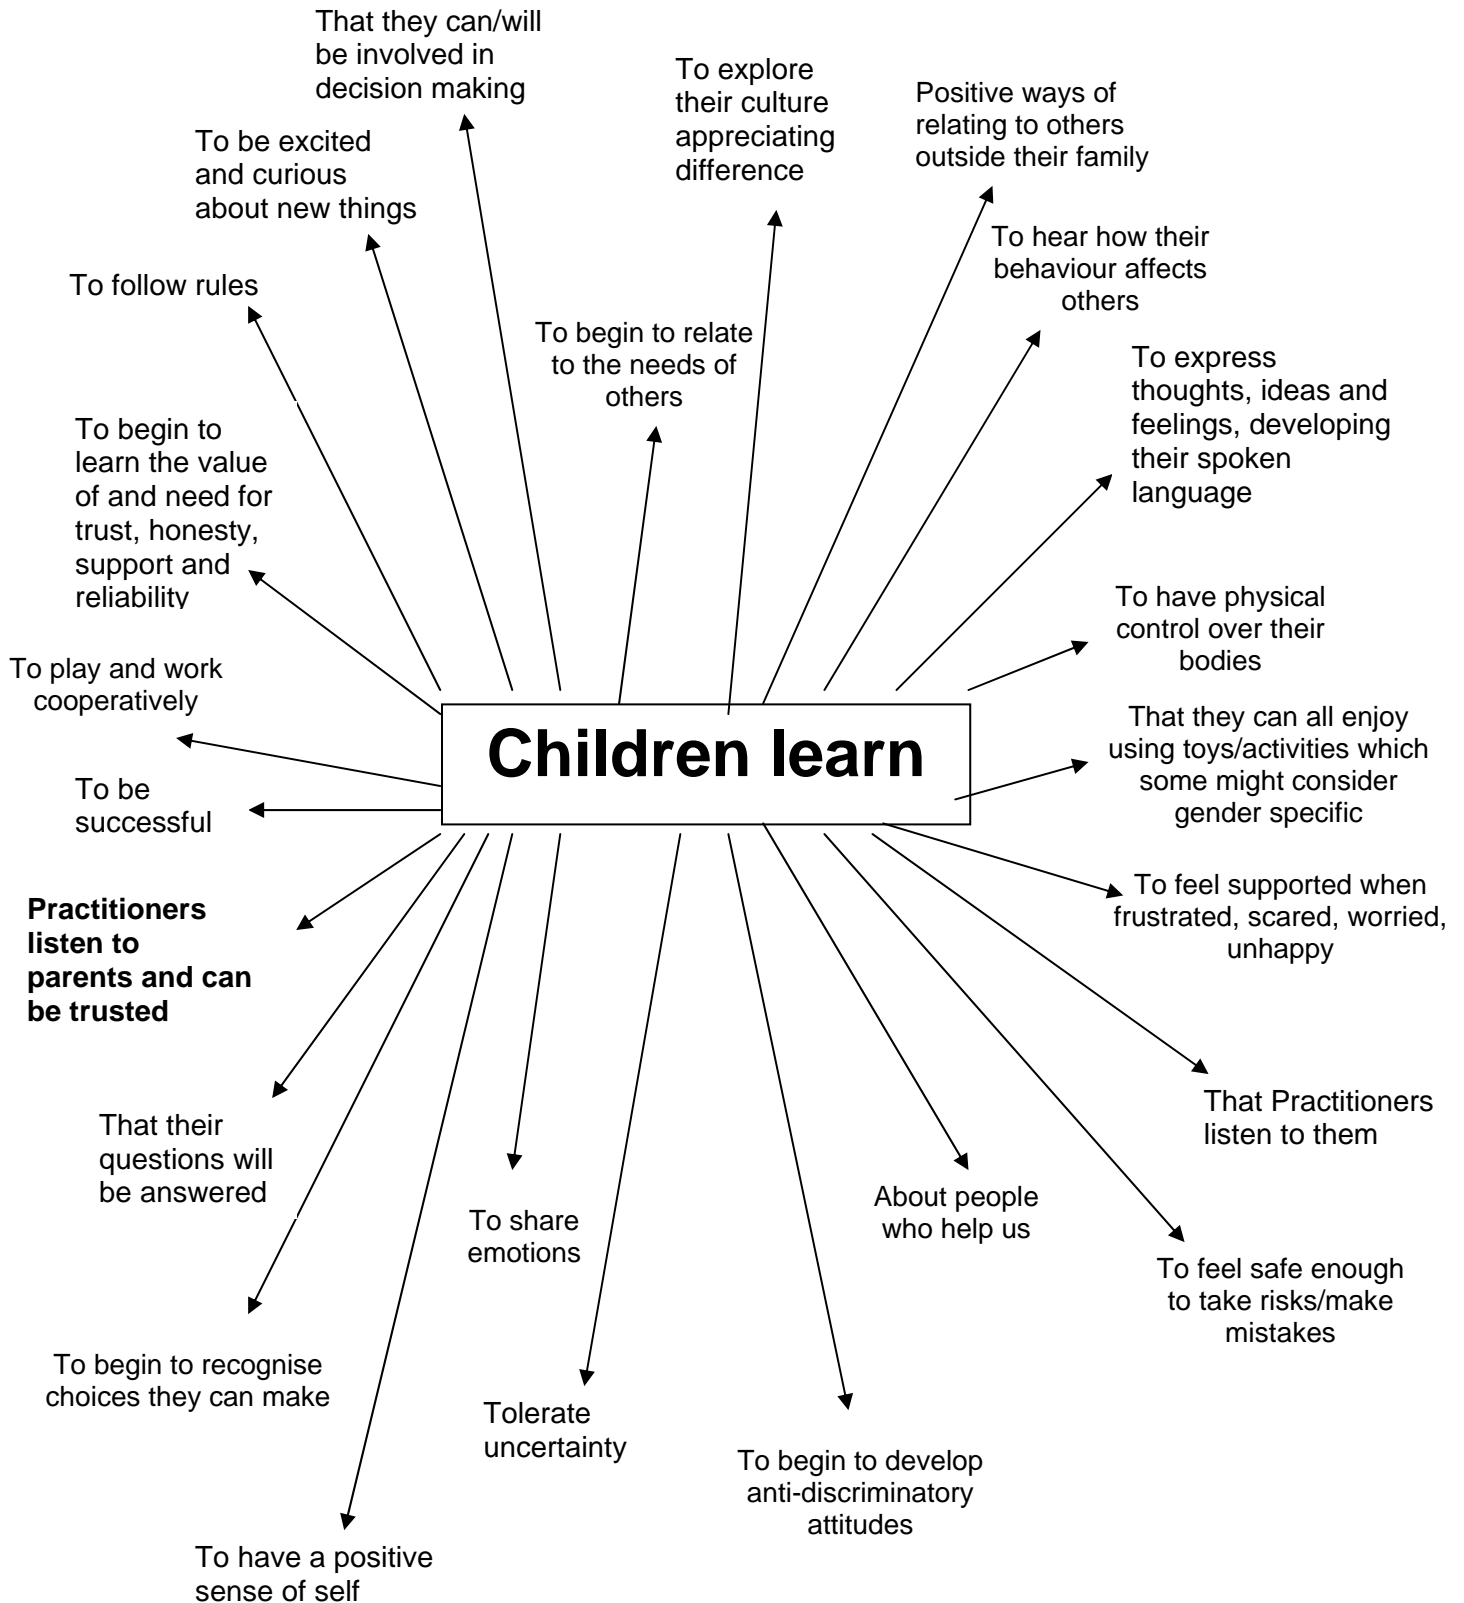 That they can/will
be involved in
decision making
To explore
their culture
appreciating
difference
Positive ways of
relating to others
outside their family
To be excited
and curious
about new things
To hear how their
behaviour affects
others
To follow rules
To begin to relate
to the needs of
others
To express
thoughts, ideas and
feelings, developing
their spoken
language
To begin to
learn the value
of and need for
trust, honesty,
support and
reliability
To have physical
control over their
bodies
To play and work
cooperatively
Children learn
That they can all enjoy
using toys/activities which
some might consider
gender specific
To be
successful
To feel supported when
frustrated, scared, worried,
unhappy
Practitioners
listen to
parents and can
be trusted
That Practitioners
listen to them
That their
questions will
be answered
About people
who help us
To share
emotions
To feel safe enough
to take risks/make
mistakes
To begin to recognise
choices they can make
Tolerate
uncertainty
To begin to develop
anti-discriminatory
attitudes
To have a positive
sense of self